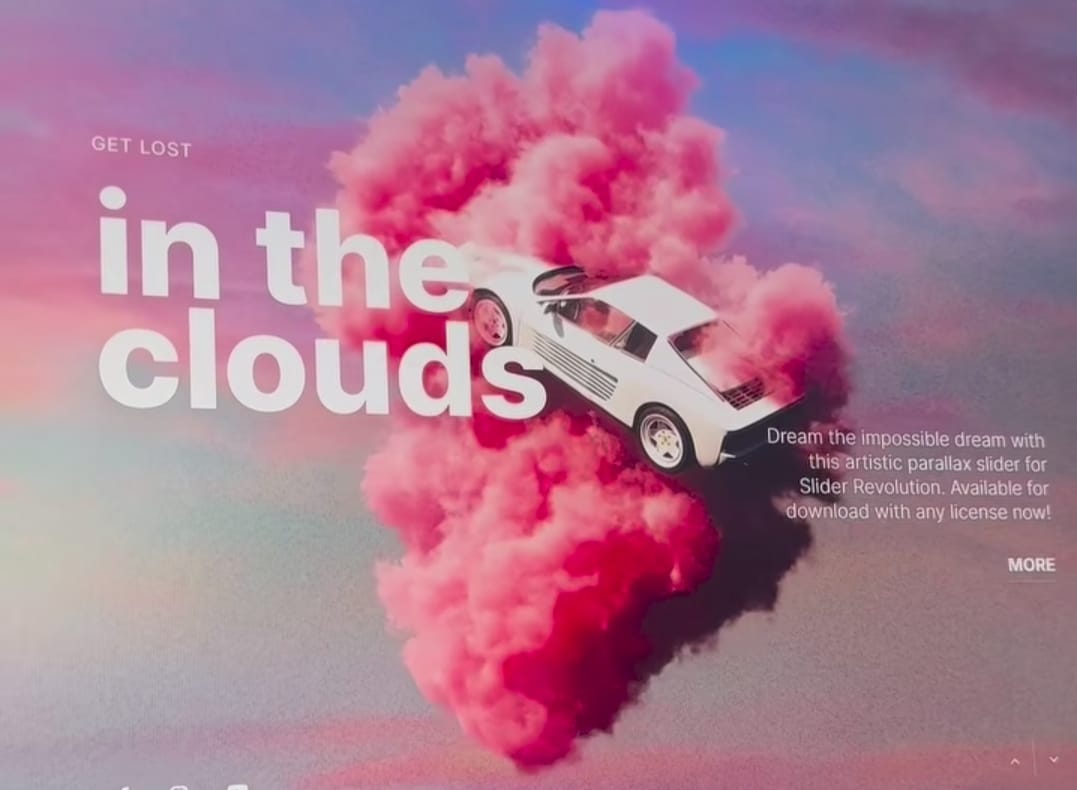 GET LOST
in the
clouds
Dream the impossible dream with
this artistic parallax slider for
Slider Revolution. Available for
download with any license now!
MORE